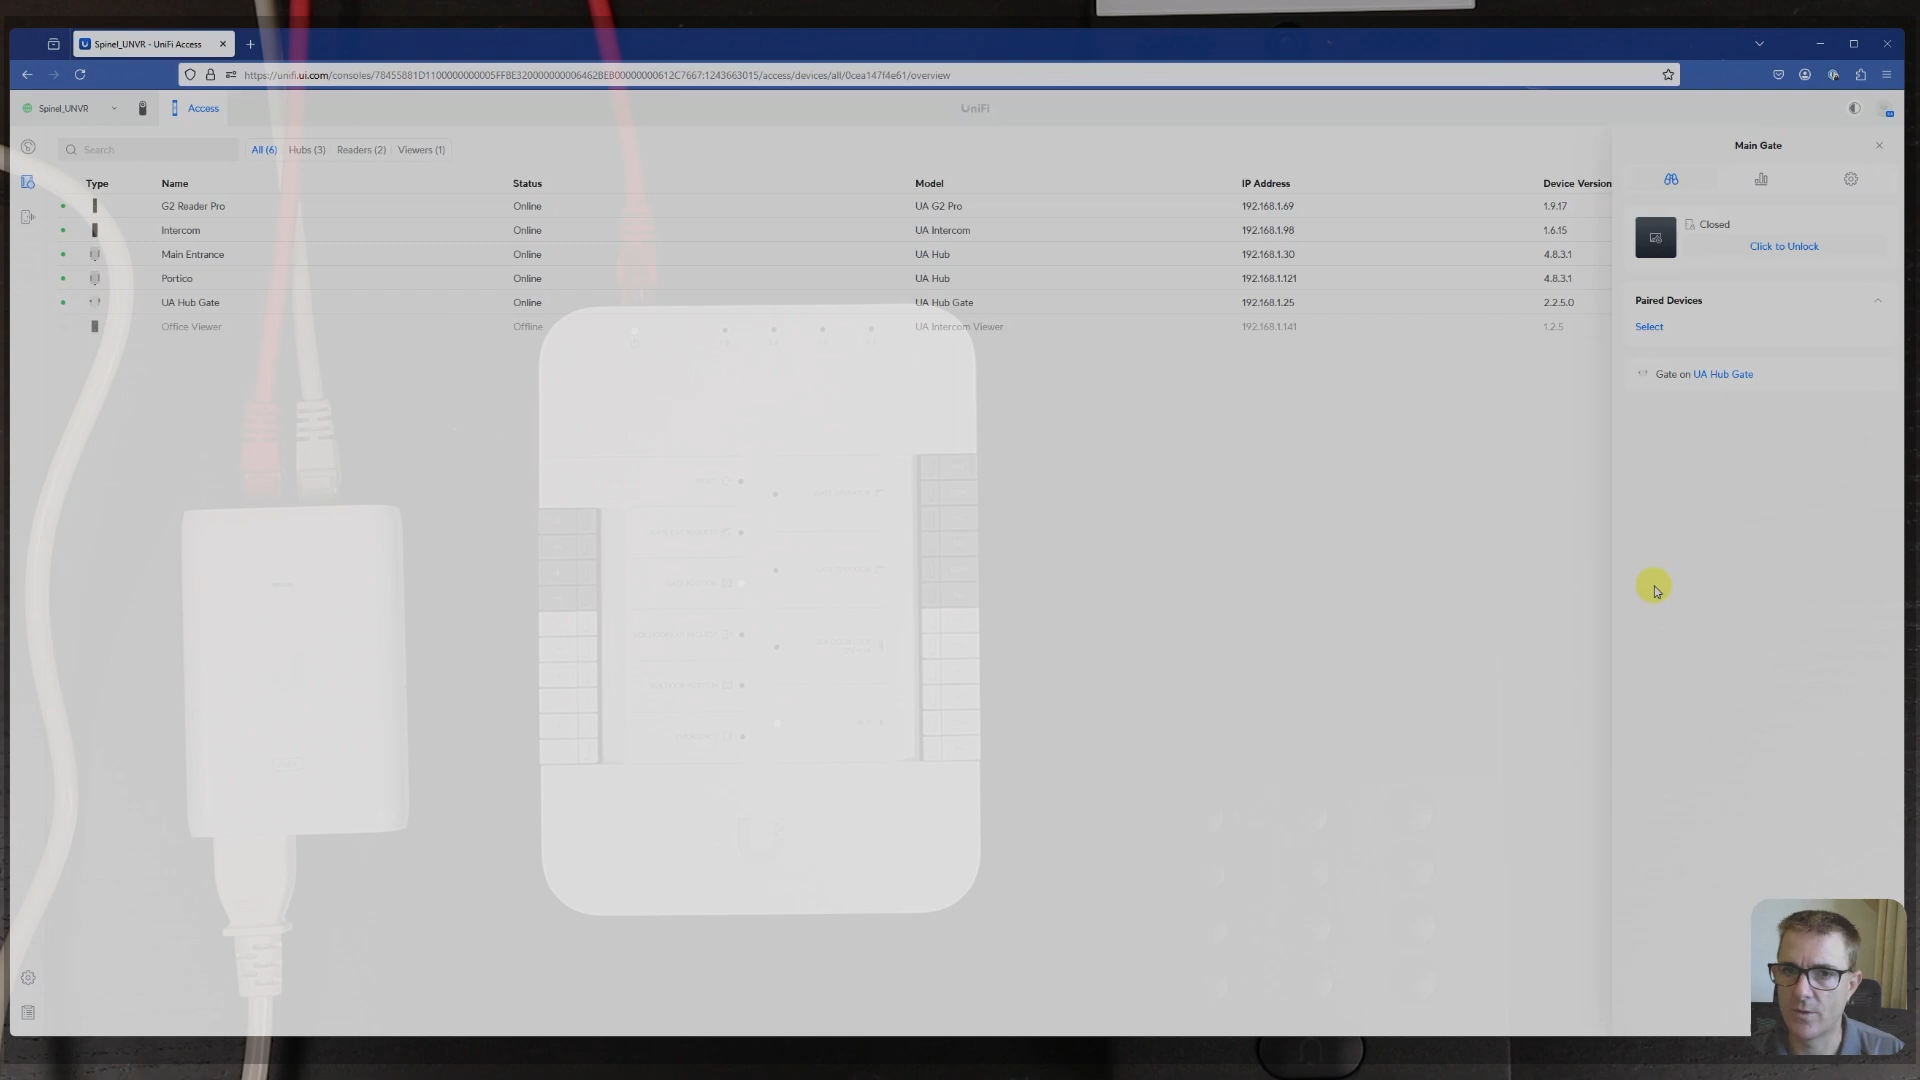 Spinel_UNVR - UniFi Access
https://unifi.ui.com/consoles/78455881D1100000000005FFBE320000000006462BEB00000000612C7667:1243663015/access/devices/all/0cea147f4e61/overview
Spinel_UNVR Access UniFi
Search All (6) Hubs (3) Readers (2) Viewers (1)
Type Name Status Model IP Address Device Version
G2 Reader Pro Online UA G2 Pro 192.168.1.69 1.9.17
Intercom Online UA Intercom 192.168.1.98 1.6.15
Main Entrance Online UA Hub 192.168.1.30 4.8.3.1
Portico Online UA Hub 192.168.1.121 4.8.3.1
UA Hub Gate Online UA Hub Gate 192.168.1.25 2.2.5.0
Office Viewer Offline UA Intercom Viewer 192.168.1.141 1.2.5
Main Gate
Closed
Click to Unlock
Paired Devices
Select
Gate on UA Hub Gate